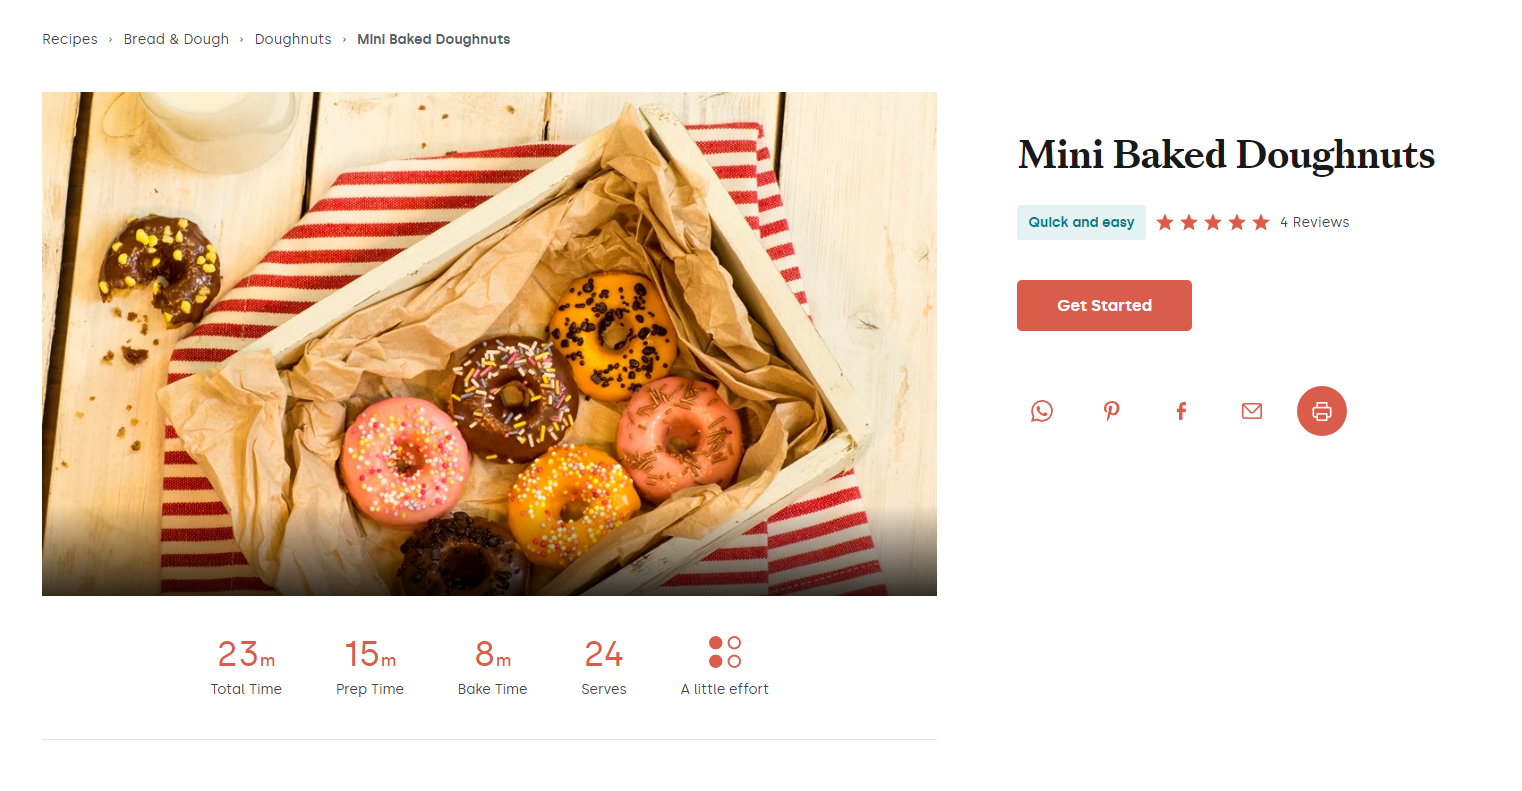 Recipes › Bread & Dough › Doughnuts › Mini Baked Doughnuts
Mini Baked Doughnuts
Quick and easy 4 Reviews
Get Started
23m 15m 8m 24
Total Time Prep Time Bake Time Serves A little effort